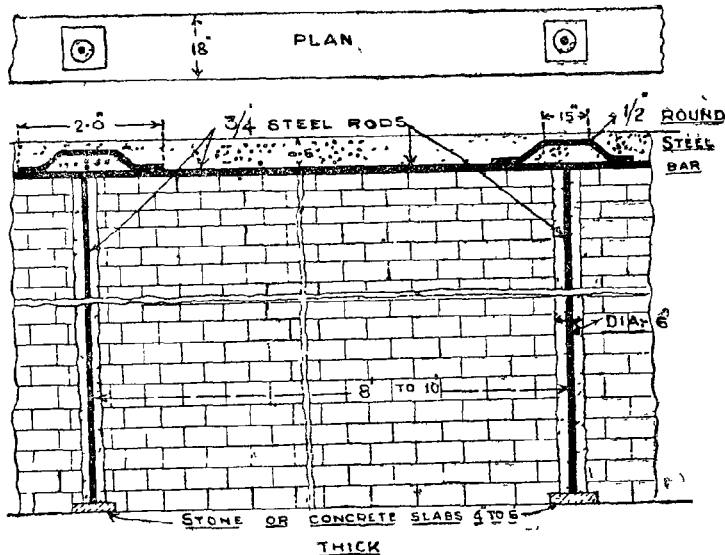 PLAN
18"
2'.0"
3/4" STEEL RODS
15"
1/2" ROUND
STEEL
BAR
6"
DIA: 6"
8' TO 10'
STONE OR CONCRETE SLABS 4" TO 6"
THICK